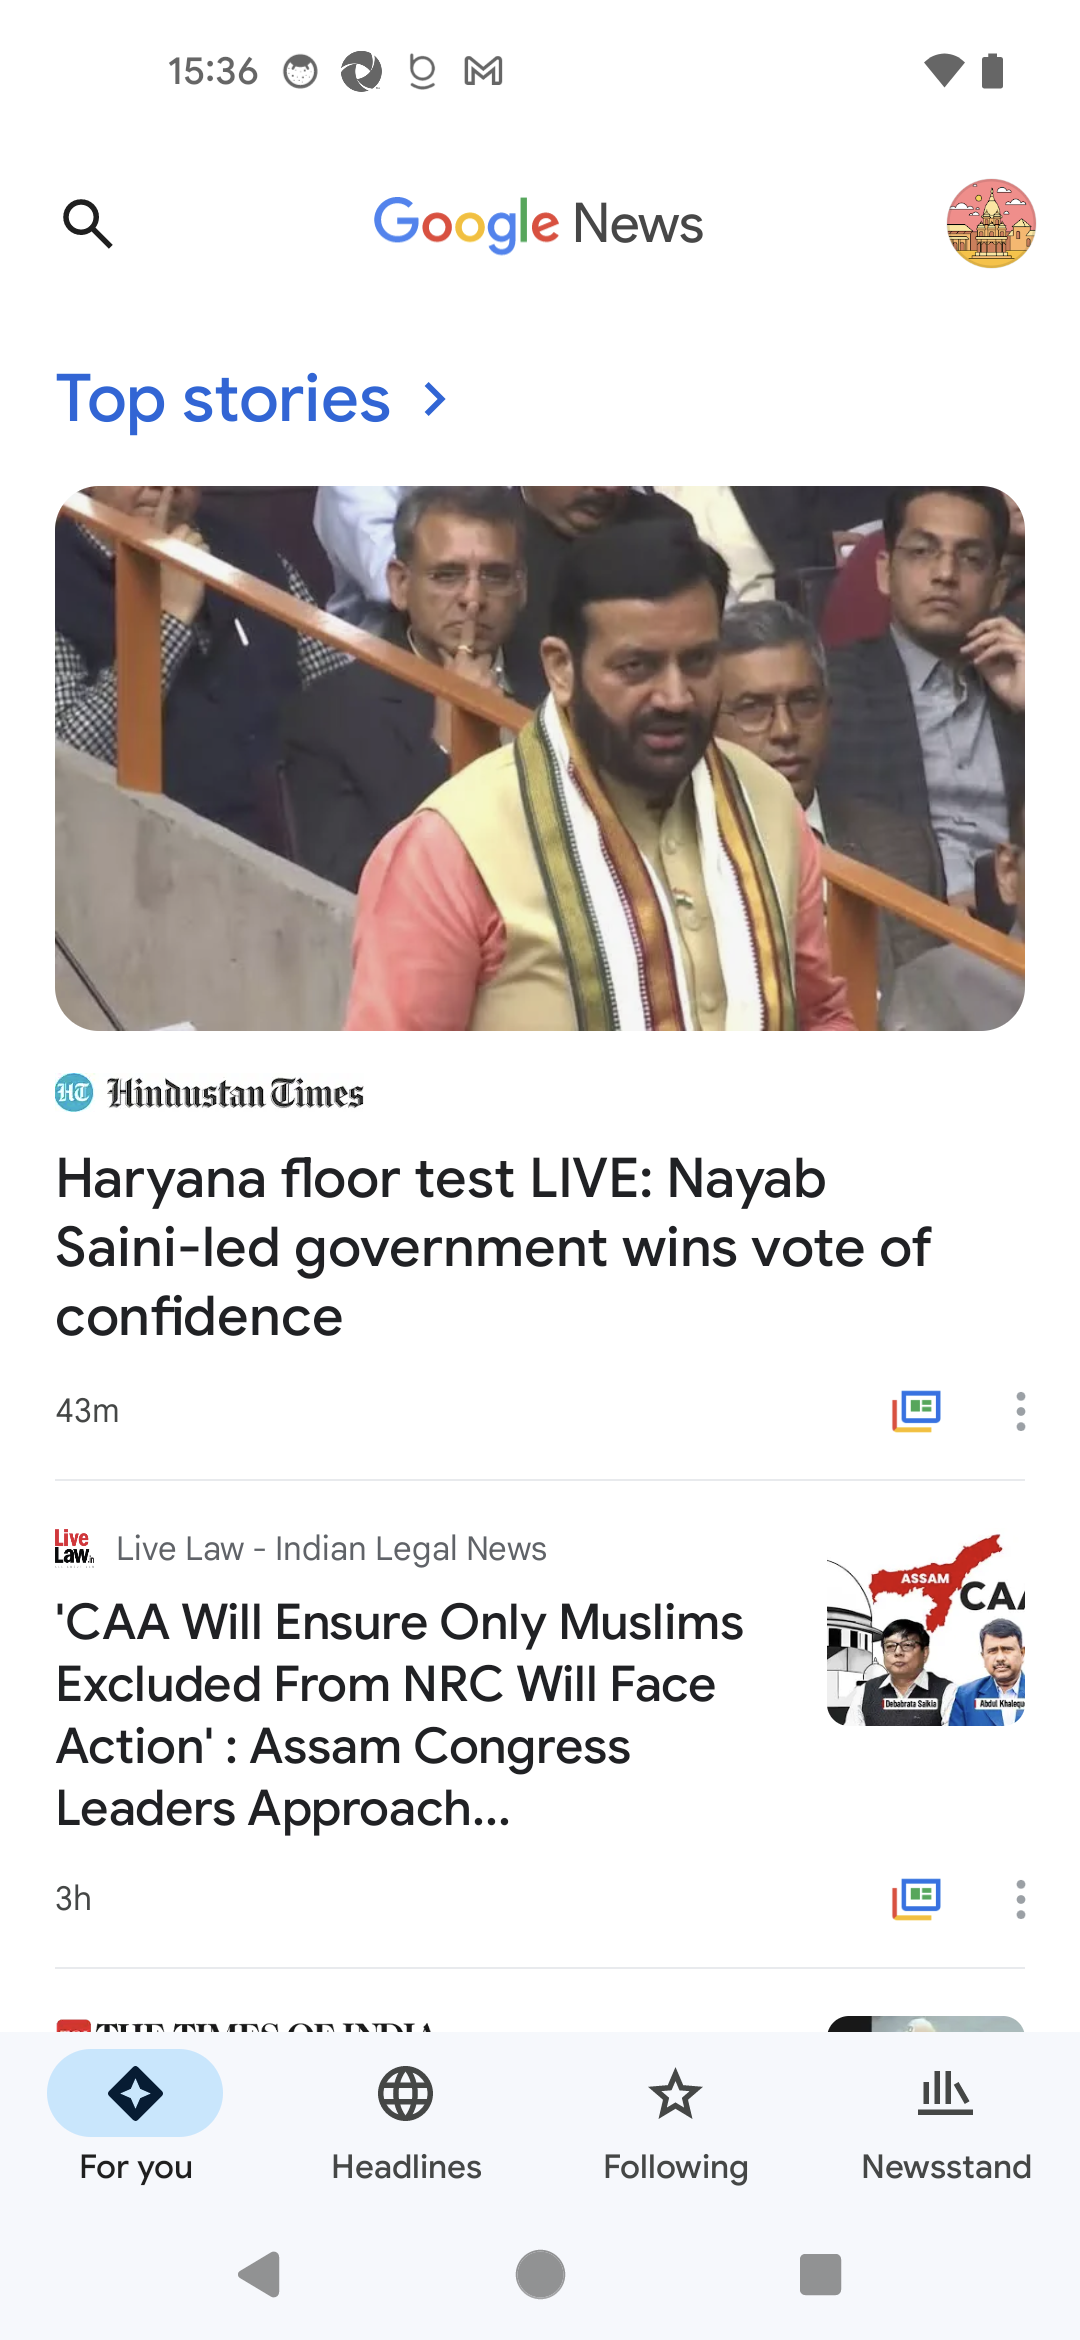 15:36
Google News
Top stories
HT Hindustan Times
Haryana floor test LIVE: Nayab
Saini-led government wins vote of
confidence
43m
Live Law.in Live Law - Indian Legal News
'CAA Will Ensure Only Muslims
Excluded From NRC Will Face
Action' : Assam Congress
Leaders Approach...
ASSAM
CAA
Debabrata Saikia
Abdul Khaleq
3h
THE TIMES OF INDIA
For you
Headlines
Following
Newsstand